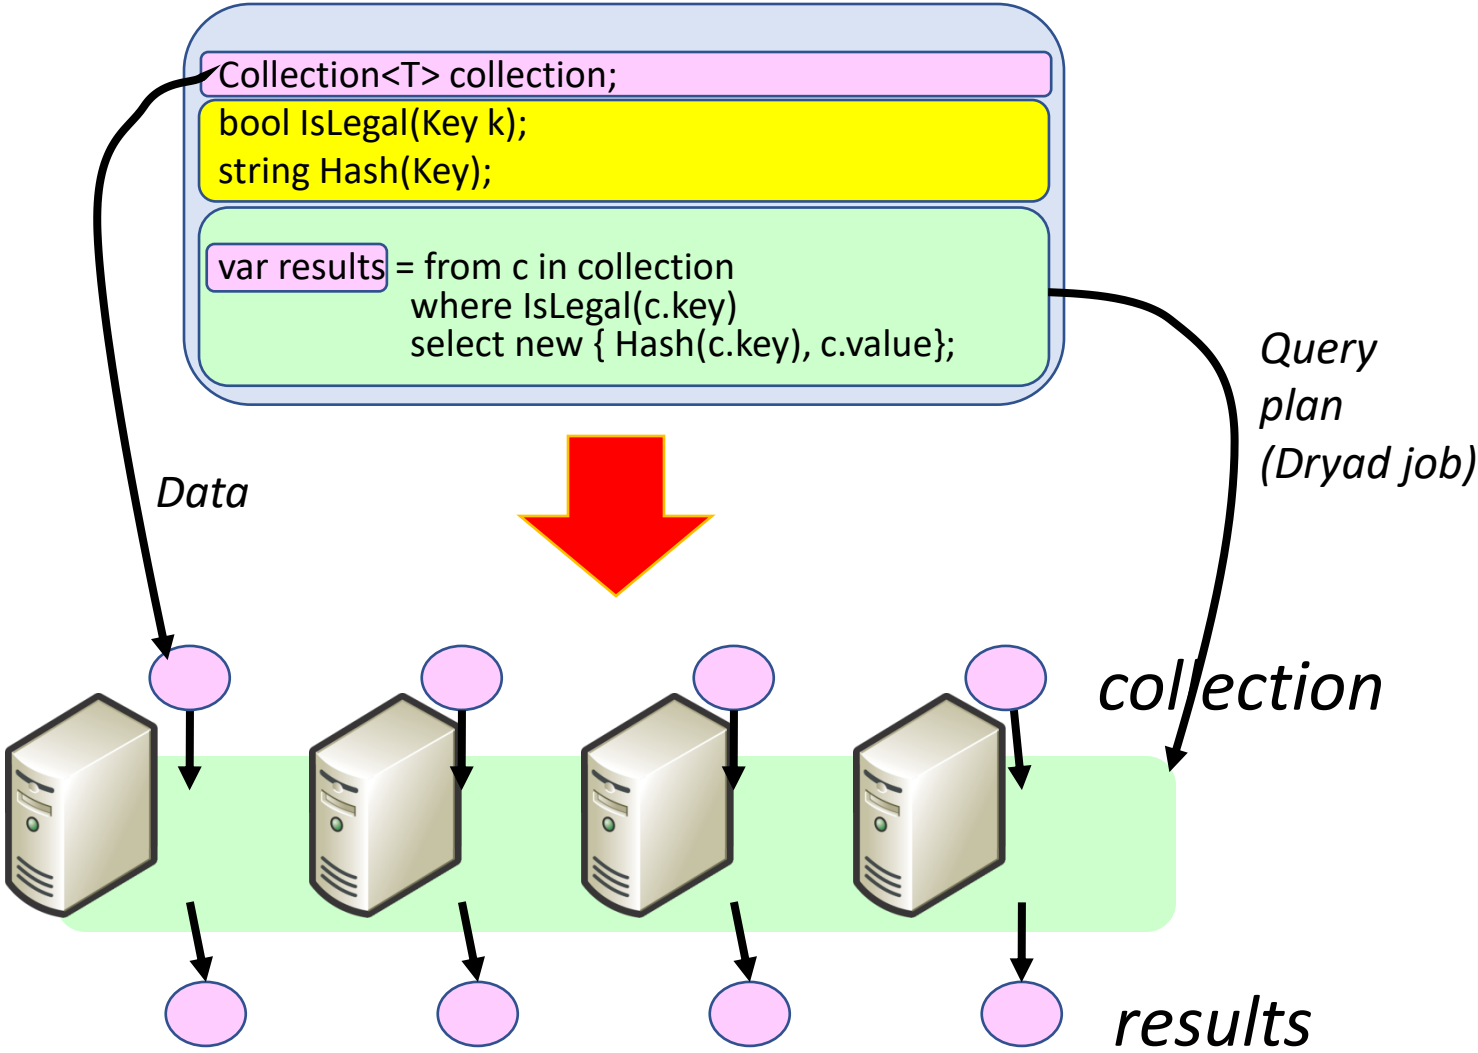 Collection<T> collection;
bool IsLegal(Key k);
string Hash(Key);
var results = from c in collection
where IsLegal(c.key)
select new { Hash(c.key), c.value};
Query
plan
(Dryad job)
Data
collection
results